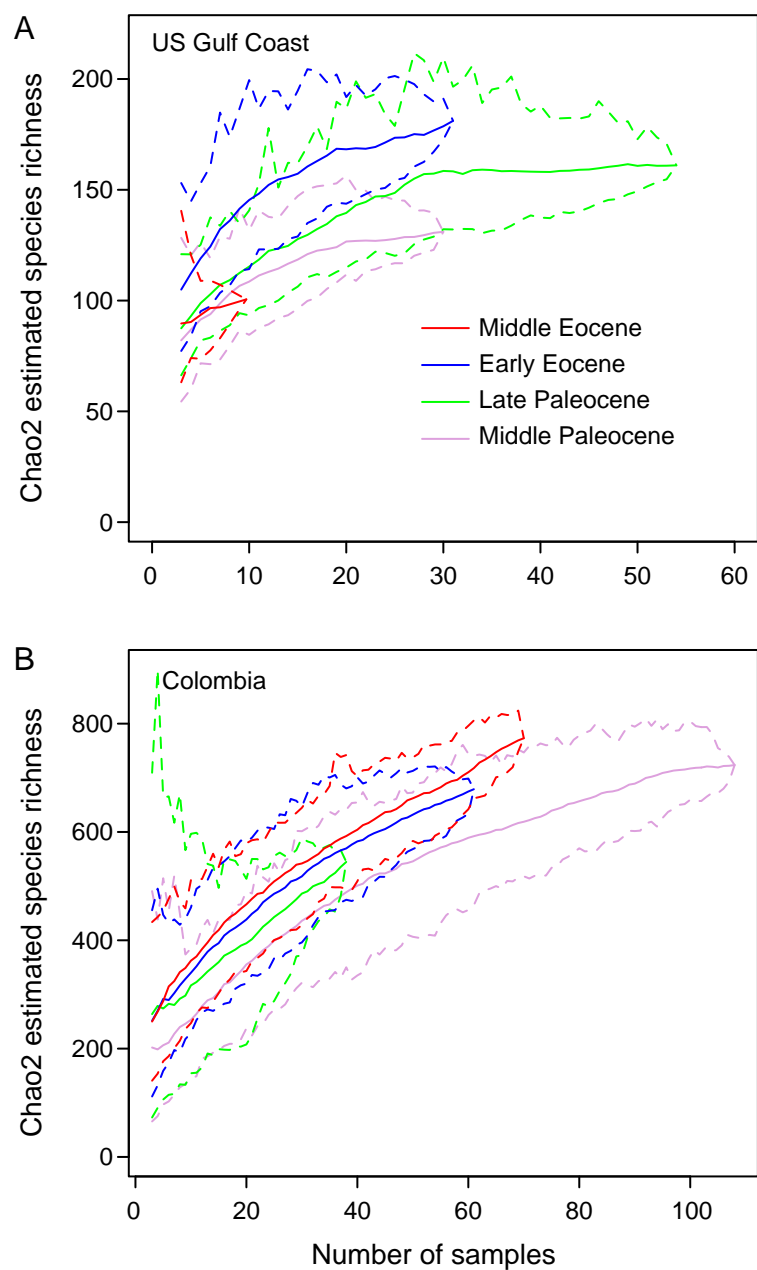 A
US Gulf Coast
Chao2 estimated species richness
200
150
100
50
0
Middle Eocene
Early Eocene
Late Paleocene
Middle Paleocene
0 10 20 30 40 50 60
B
Colombia
Chao2 estimated species richness
800
600
400
200
0
0 20 40 60 80 100
Number of samples